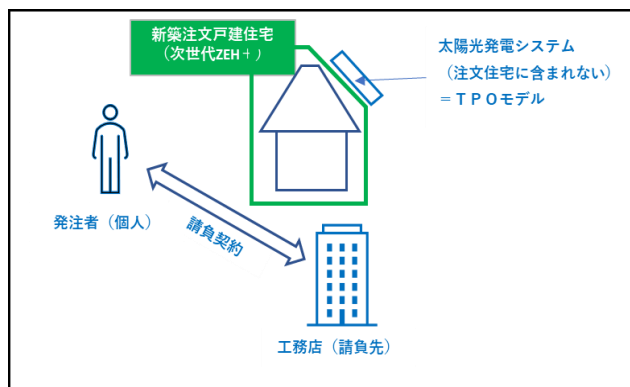 新築注文戸建住宅
（次世代ZEH＋）
太陽光発電システム
（注文住宅に含まれない）
＝ＴＰＯモデル
発注者（個人）
請負契約
工務店（請負先）